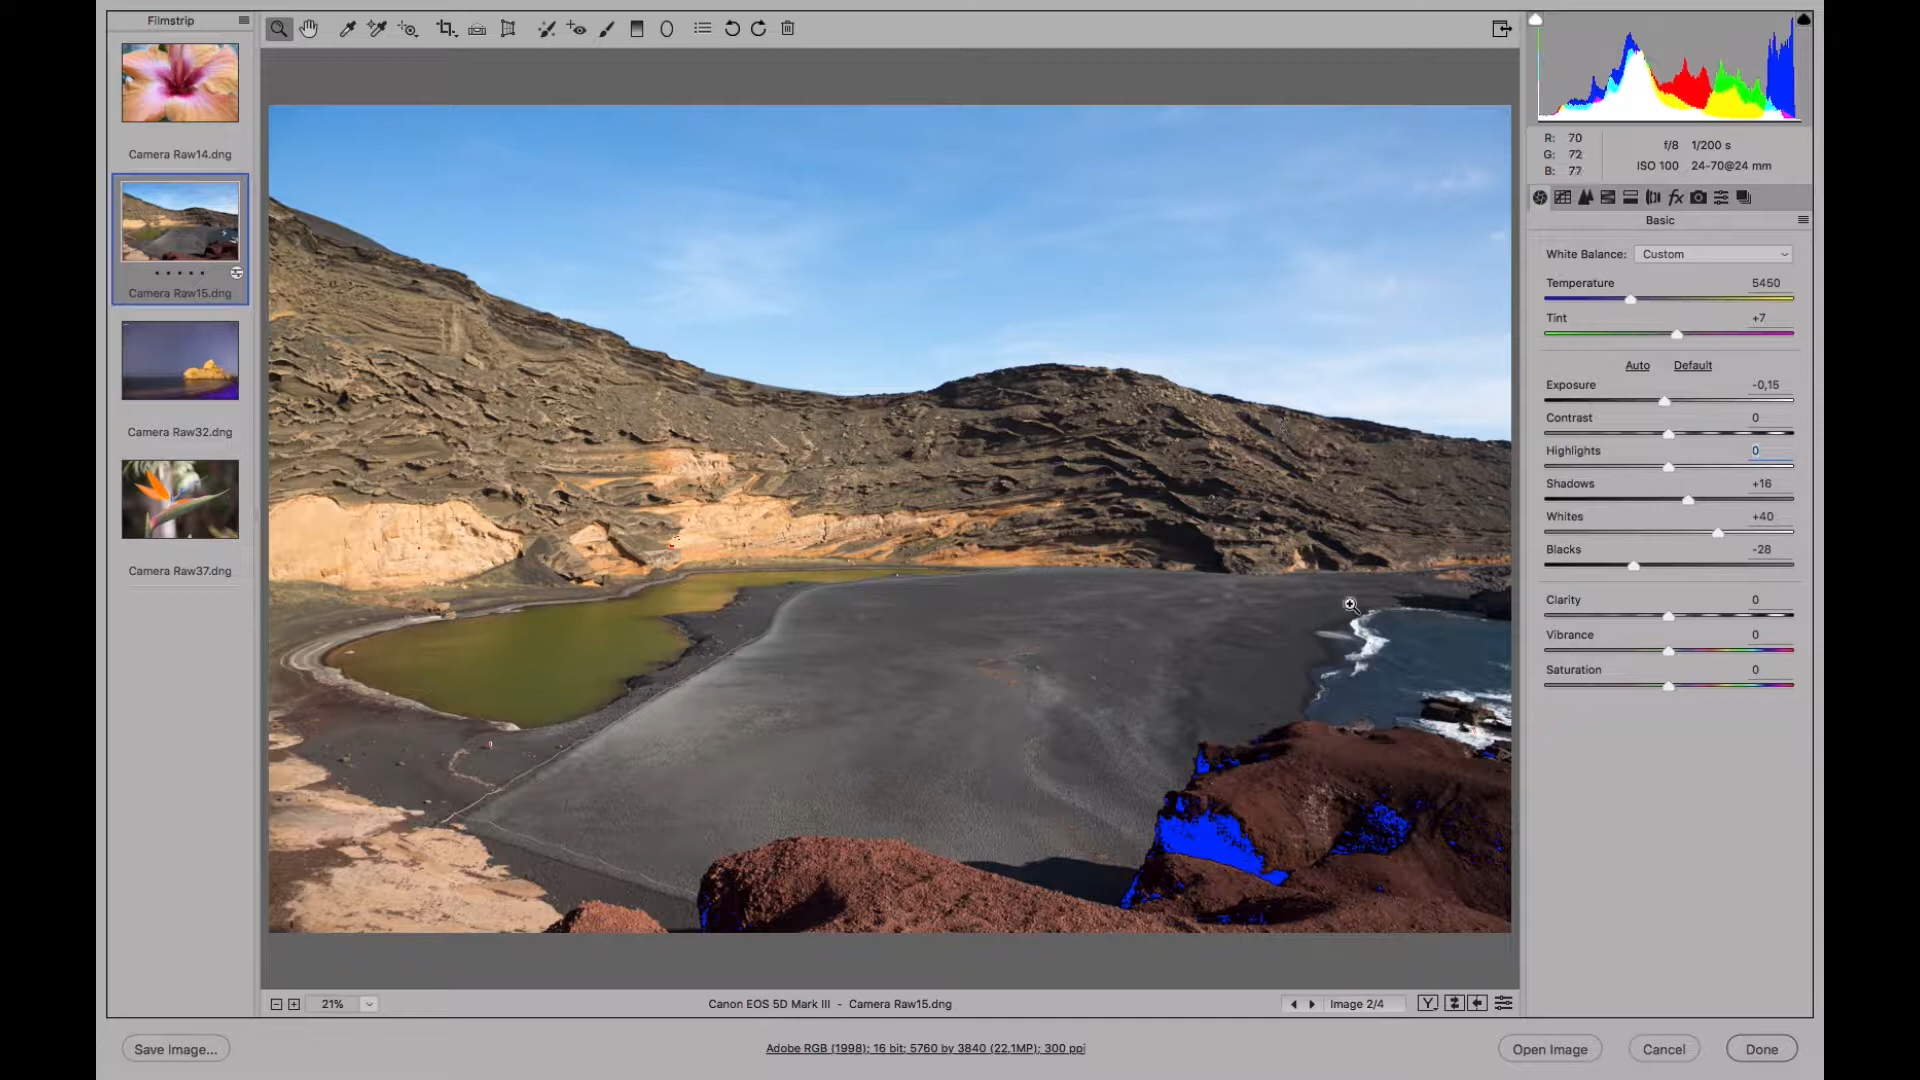 Filmstrip
Camera Raw14.dng
Camera Raw15.dng
Camera Raw32.dng
Camera Raw37.dng
21%
Canon EOS 5D Mark III - Camera Raw15.dng
Image 2/4
Y
Save Image...
Adobe RGB (1998); 16 bit; 5760 by 3840 (22,1MP); 300 ppi
Open Image
Cancel
Done
R: 70
G: 72
B: 77
f/8 1/200 s
ISO 100 24-70@24 mm
fx
Basic
White Balance: Custom
Temperature 5450
Tint +7
Auto Default
Exposure -0,15
Contrast 0
Highlights 0
Shadows +16
Whites +40
Blacks -28
Clarity 0
Vibrance 0
Saturation 0